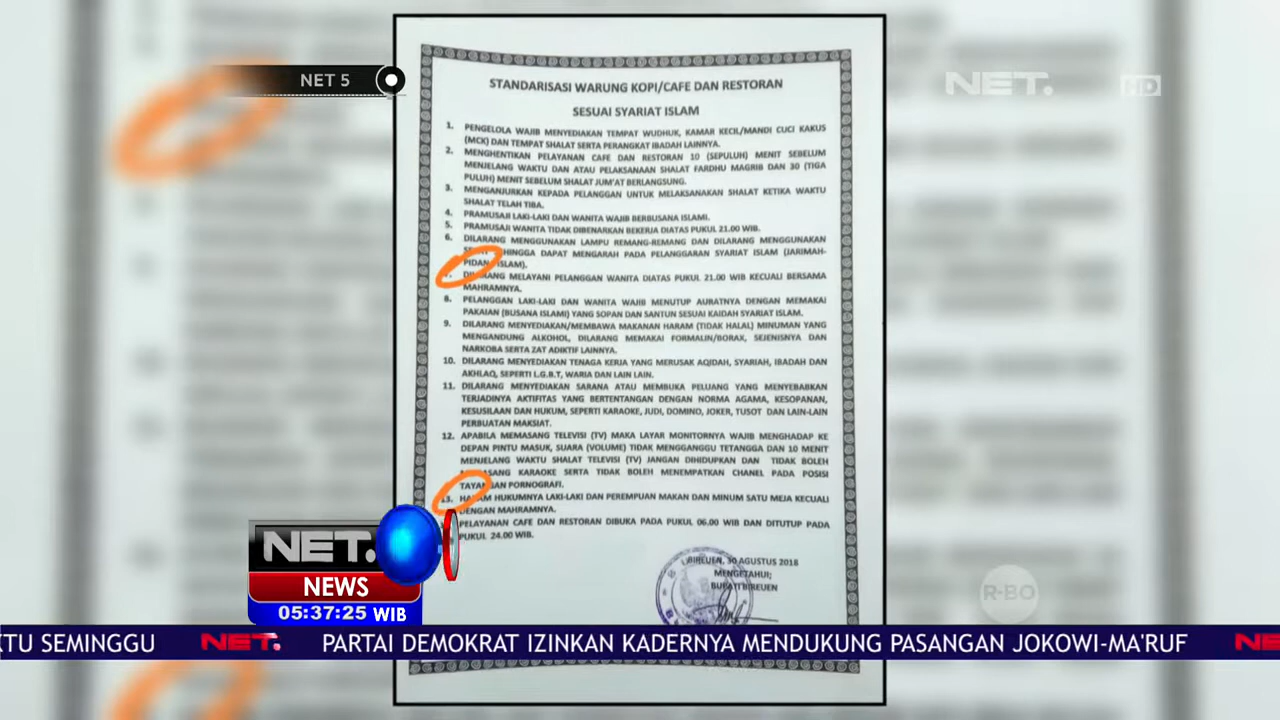 NET 5
NET. HD
STANDARISASI WARUNG KOPI/CAFE DAN RESTORAN
SESUAI SYARIAT ISLAM
1. PENGELOLA WAJIB MENYEDIAKAN TEMPAT WUDHUK, KAMAR KECIL/MANDI CUCI KAKUS
(MCK) DAN TEMPAT SHALAT SERTA PERANGKAT IBADAH LAINNYA.
2. MENGHENTIKAN PELAYANAN CAFE DAN RESTORAN 10 (SEPULUH) MENIT SEBELUM
MENJELANG WAKTU DAN ATAU PELAKSANAAN SHALAT FARDHU MAGRIB DAN 30 (TIGA
PULUH) MENIT SEBELUM SHALAT JUM'AT BERLANGSUNG.
3. MENGANJURKAN KEPADA PELANGGAN UNTUK MELAKSANAKAN SHALAT KETIKA WAKTU
SHALAT TELAH TIBA.
4. PRAMUSAJI LAKI-LAKI DAN WANITA WAJIB BERBUSANA ISLAMI.
5. PRAMUSAJI WANITA TIDAK DIBENARKAN BEKERJA DIATAS PUKUL 21.00 WIB.
6. DILARANG MENGGUNAKAN LAMPU REMANG-REMANG DAN DILARANG MENGGUNAKAN
HINGGA DAPAT MENGARAH PADA PELANGGARAN SYARIAT ISLAM (JARIMAH-
PIDANA ISLAM).
7. DILARANG MELAYANI PELANGGAN WANITA DIATAS PUKUL 21.00 WIB KECUALI BERSAMA
MAHRAMNYA.
8. PELANGGAN LAKI-LAKI DAN WANITA WAJIB MENUTUP AURATNYA DENGAN MEMAKAI
PAKAIAN (BUSANA ISLAMI) YANG SOPAN DAN SANTUN SESUAI KAIDAH SYARIAT ISLAM.
9. DILARANG MENYEDIAKAN/MEMBAWA MAKANAN HARAM (TIDAK HALAL) MINUMAN YANG
MENGANDUNG ALKOHOL, DILARANG MEMAKAI FORMALIN/BORAX, SEJENISNYA DAN
NARKOBA SERTA ZAT ADIKTIF LAINNYA.
10. DILARANG MENYEDIAKAN TENAGA KERJA YANG MERUSAK AQIDAH, SYARIAH, IBADAH DAN
AKHLAQ, SEPERTI L.G.B.T, WARIA DAN LAIN LAIN.
11. DILARANG MENYEDIAKAN SARANA ATAU MEMBUKA PELUANG YANG MENYEBABKAN
TERJADINYA AKTIFITAS YANG BERTENTANGAN DENGAN NORMA AGAMA, KESOPANAN,
KESUSILAAN DAN HUKUM, SEPERTI KARAOKE, JUDI, DOMINO, JOKER, TUSOT DAN LAIN-LAIN
PERBUATAN MAKSIAT.
12. APABILA MEMASANG TELEVISI (TV) MAKA LAYAR MONITORNYA WAJIB MENGHADAP KE
DEPAN PINTU MASUK, SUARA (VOLUME) TIDAK MENGGANGGU TETANGGA DAN 10 MENIT
MENJELANG WAKTU SHALAT TELEVISI (TV) JANGAN DIHIDUPKAN DAN TIDAK BOLEH
MEMASANG KARAOKE SERTA TIDAK BOLEH MENEMPATKAN CHANEL PADA POSISI
TAYANGAN PORNOGRAFI.
13. HARAM HUKUMNYA LAKI-LAKI DAN PEREMPUAN MAKAN DAN MINUM SATU MEJA KECUALI
DENGAN MAHRAMNYA.
PELAYANAN CAFE DAN RESTORAN DIBUKA PADA PUKUL 06.00 WIB DAN DITUTUP PADA
PUKUL 24.00 WIB.
BIREUEN, 30 AGUSTUS 2018
MENGETAHUI;
BUPATI BIREUEN
R-BO
NET.
NEWS
05:37:25 WIB
KTU SEMINGGU NET. PARTAI DEMOKRAT IZINKAN KADERNYA MENDUKUNG PASANGAN JOKOWI-MA'RUF NE